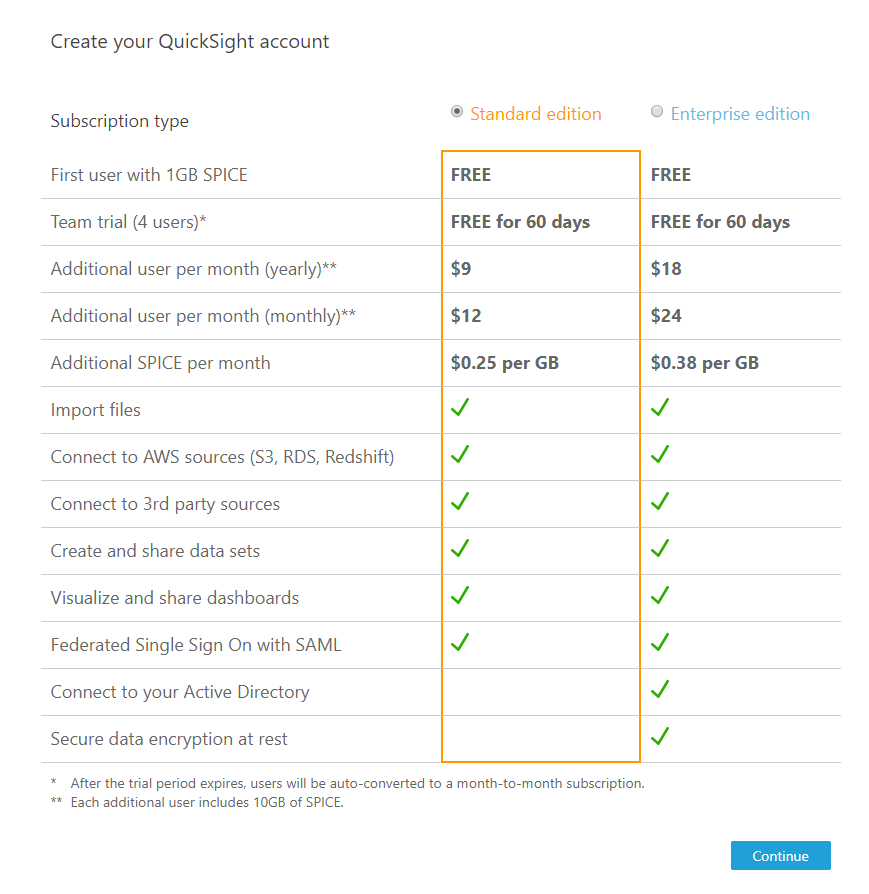 Create your QuickSight account
Subscription type Standard edition Enterprise edition
First user with 1GB SPICE FREE FREE
Team trial (4 users)* FREE for 60 days FREE for 60 days
Additional user per month (yearly)** $9 $18
Additional user per month (monthly)** $12 $24
Additional SPICE per month $0.25 per GB $0.38 per GB
Import files
Connect to AWS sources (S3, RDS, Redshift)
Connect to 3rd party sources
Create and share data sets
Visualize and share dashboards
Federated Single Sign On with SAML
Connect to your Active Directory
Secure data encryption at rest
* After the trial period expires, users will be auto-converted to a month-to-month subscription.
** Each additional user includes 10GB of SPICE.
Continue